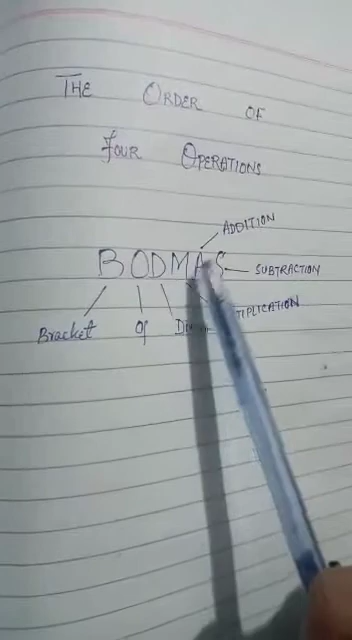 THE ORDER OF
FOUR OPERATIONS
ADDITION
BODMAS
SUBTRACTION
Bracket Of